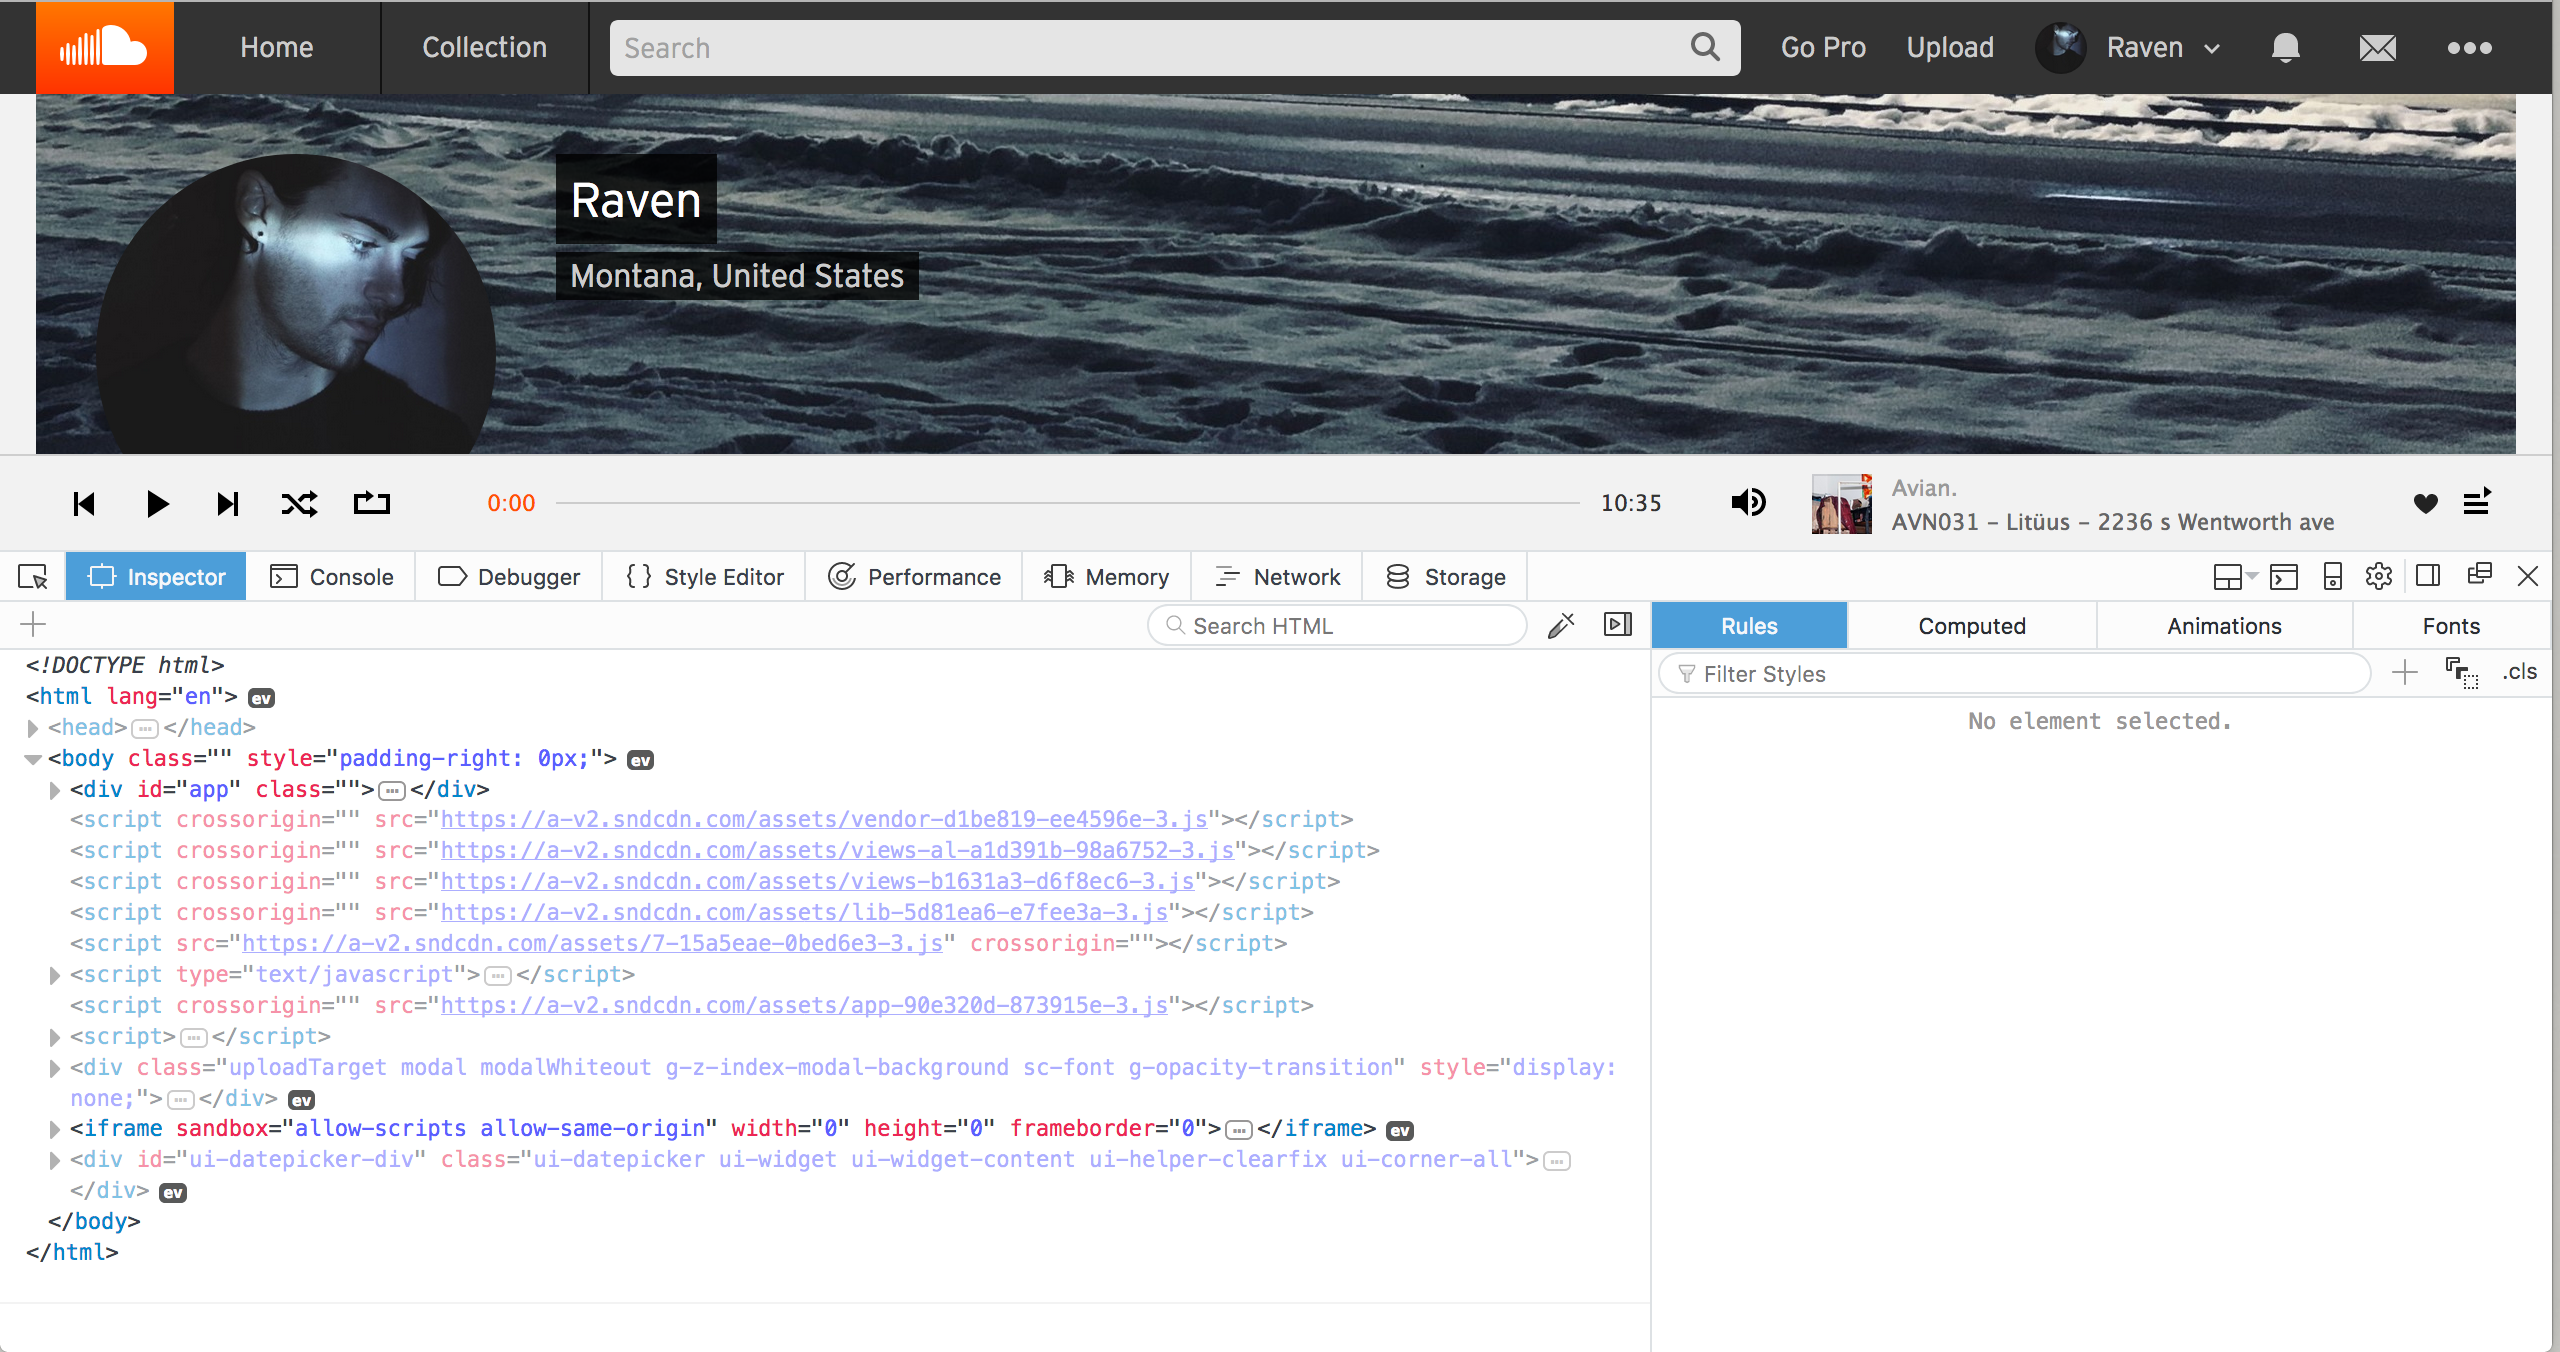 Home
Collection
Search
Go Pro
Upload
Raven
Raven
Montana, United States
0:00
10:35
Avian.
AVN031 – Litüus – 2236 s Wentworth ave
Inspector
Console
Debugger
{ } Style Editor
Performance
Memory
Network
Storage
Search HTML
Rules
Computed
Animations
Fonts
Filter Styles
.cls
No element selected.
<!DOCTYPE html>
<html lang="en"> ev
<head>…</head>
<body class="" style="padding-right: 0px;"> ev
<div id="app" class="">…</div>
<script crossorigin="" src="https://a-v2.sndcdn.com/assets/vendor-d1be819-ee4596e-3.js"></script>
<script crossorigin="" src="https://a-v2.sndcdn.com/assets/views-al-a1d391b-98a6752-3.js"></script>
<script crossorigin="" src="https://a-v2.sndcdn.com/assets/views-b1631a3-d6f8ec6-3.js"></script>
<script crossorigin="" src="https://a-v2.sndcdn.com/assets/lib-5d81ea6-e7fee3a-3.js"></script>
<script src="https://a-v2.sndcdn.com/assets/7-15a5eae-0bed6e3-3.js" crossorigin=""></script>
<script type="text/javascript">…</script>
<script crossorigin="" src="https://a-v2.sndcdn.com/assets/app-90e320d-873915e-3.js"></script>
<script>…</script>
<div class="uploadTarget modal modalWhiteout g-z-index-modal-background sc-font g-opacity-transition" style="display:
none;">…</div> ev
<iframe sandbox="allow-scripts allow-same-origin" width="0" height="0" frameborder="0">…</iframe> ev
<div id="ui-datepicker-div" class="ui-datepicker ui-widget ui-widget-content ui-helper-clearfix ui-corner-all">…
</div> ev
</body>
</html>